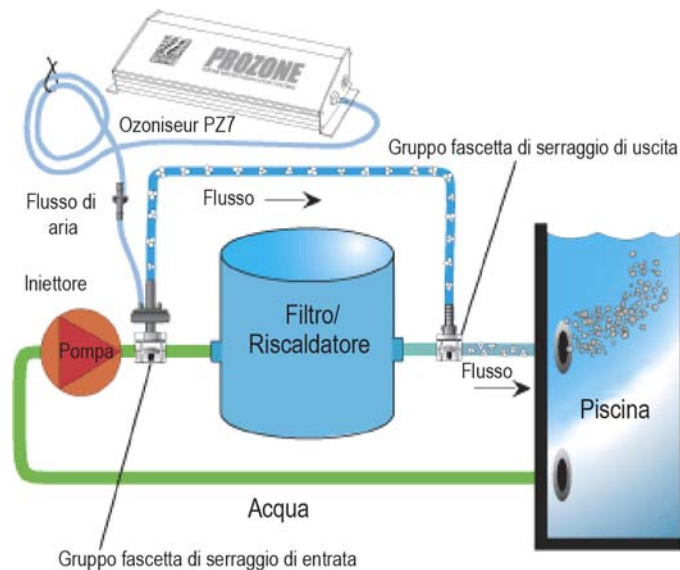 PROZONE
Ozoniseur PZ7
Gruppo fascetta di serraggio di uscita
Flusso di
aria
Flusso
Iniettore
Filtro/
Riscaldatore
Pompa
Flusso
Piscina
Acqua
Gruppo fascetta di serraggio di entrata